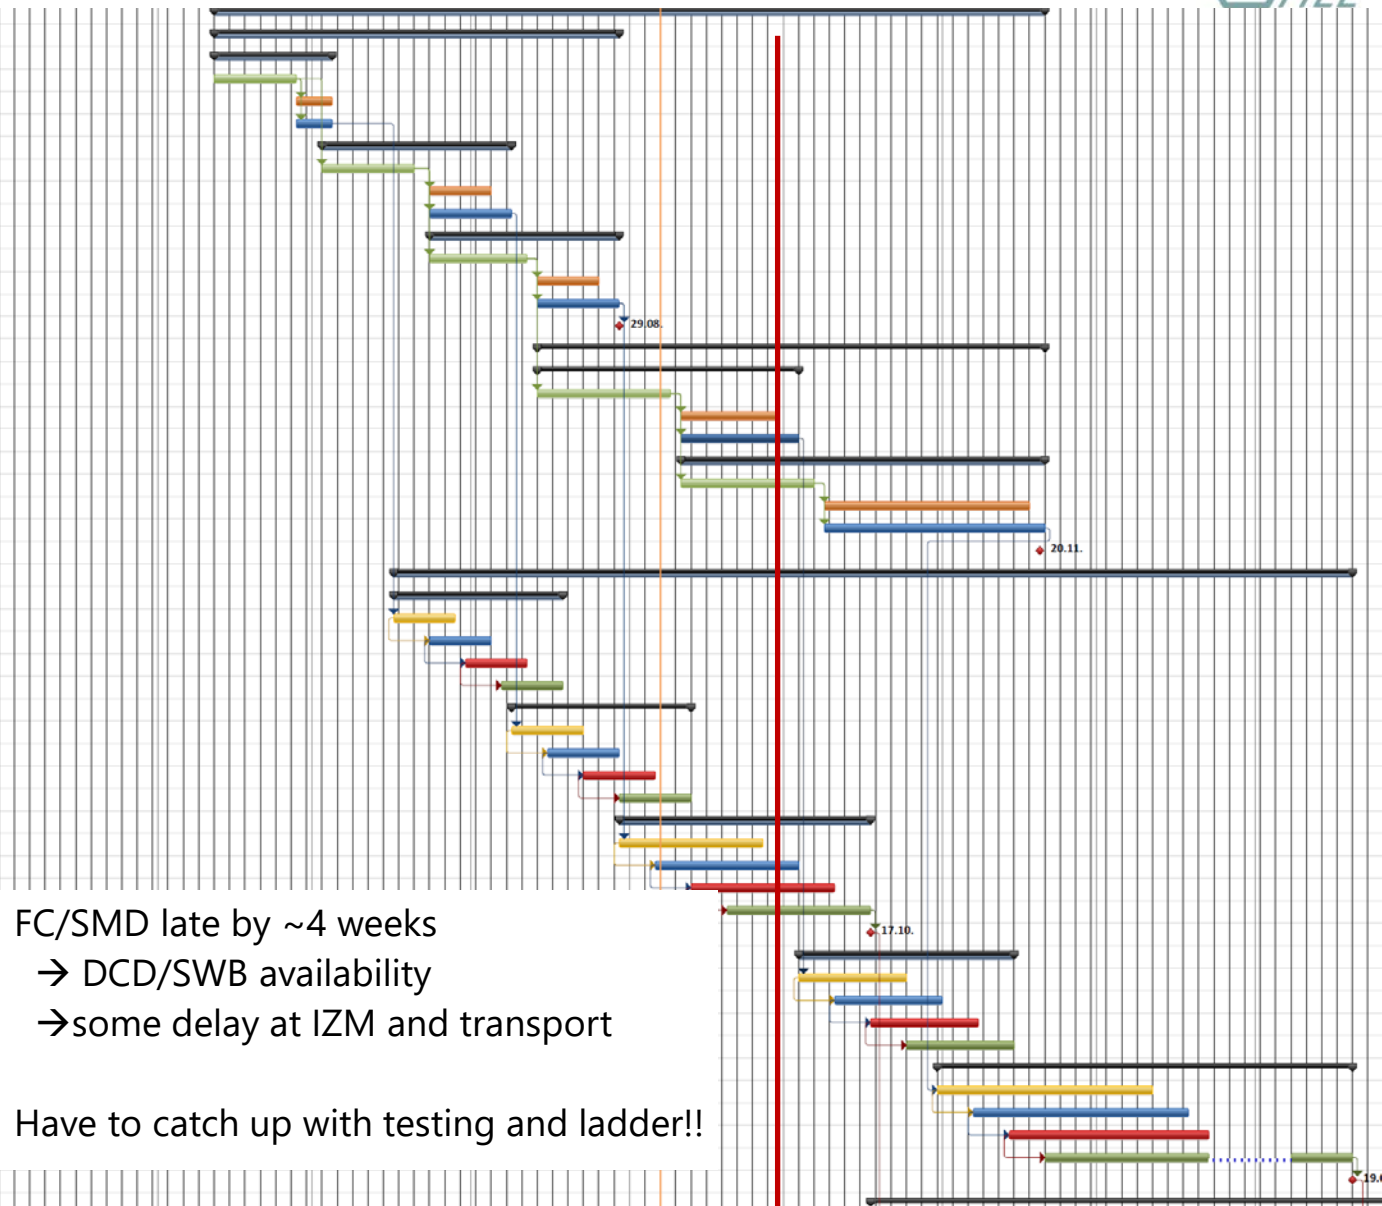 29.08.
20.11.
17.10.
FC/SMD late by ~4 weeks
→ DCD/SWB availability
→some delay at IZM and transport
Have to catch up with testing and ladder!!